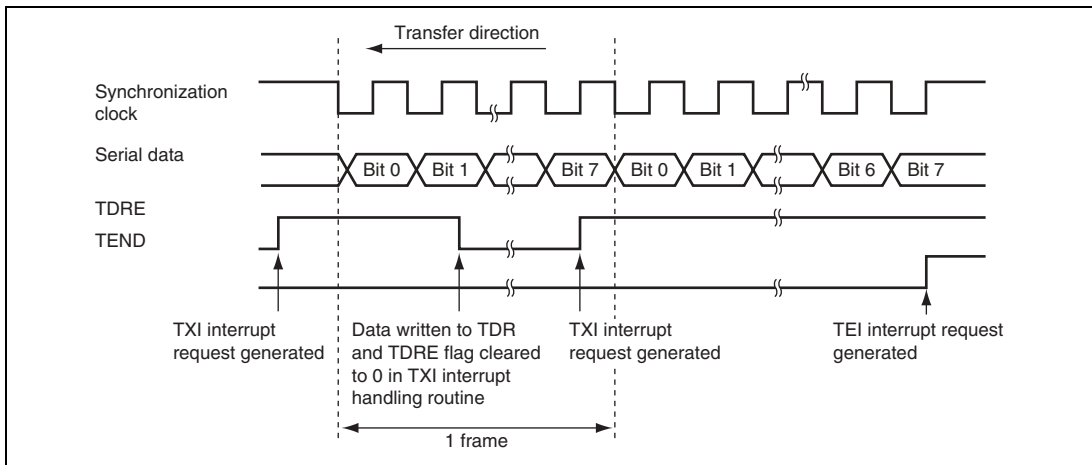 Transfer direction
Synchronization
clock
Serial data
Bit 0
Bit 1
Bit 7
Bit 0
Bit 1
Bit 6
Bit 7
TDRE
TEND
TXI interrupt
request generated
Data written to TDR
and TDRE flag cleared
to 0 in TXI interrupt
handling routine
TXI interrupt
request generated
TEI interrupt request
generated
1 frame